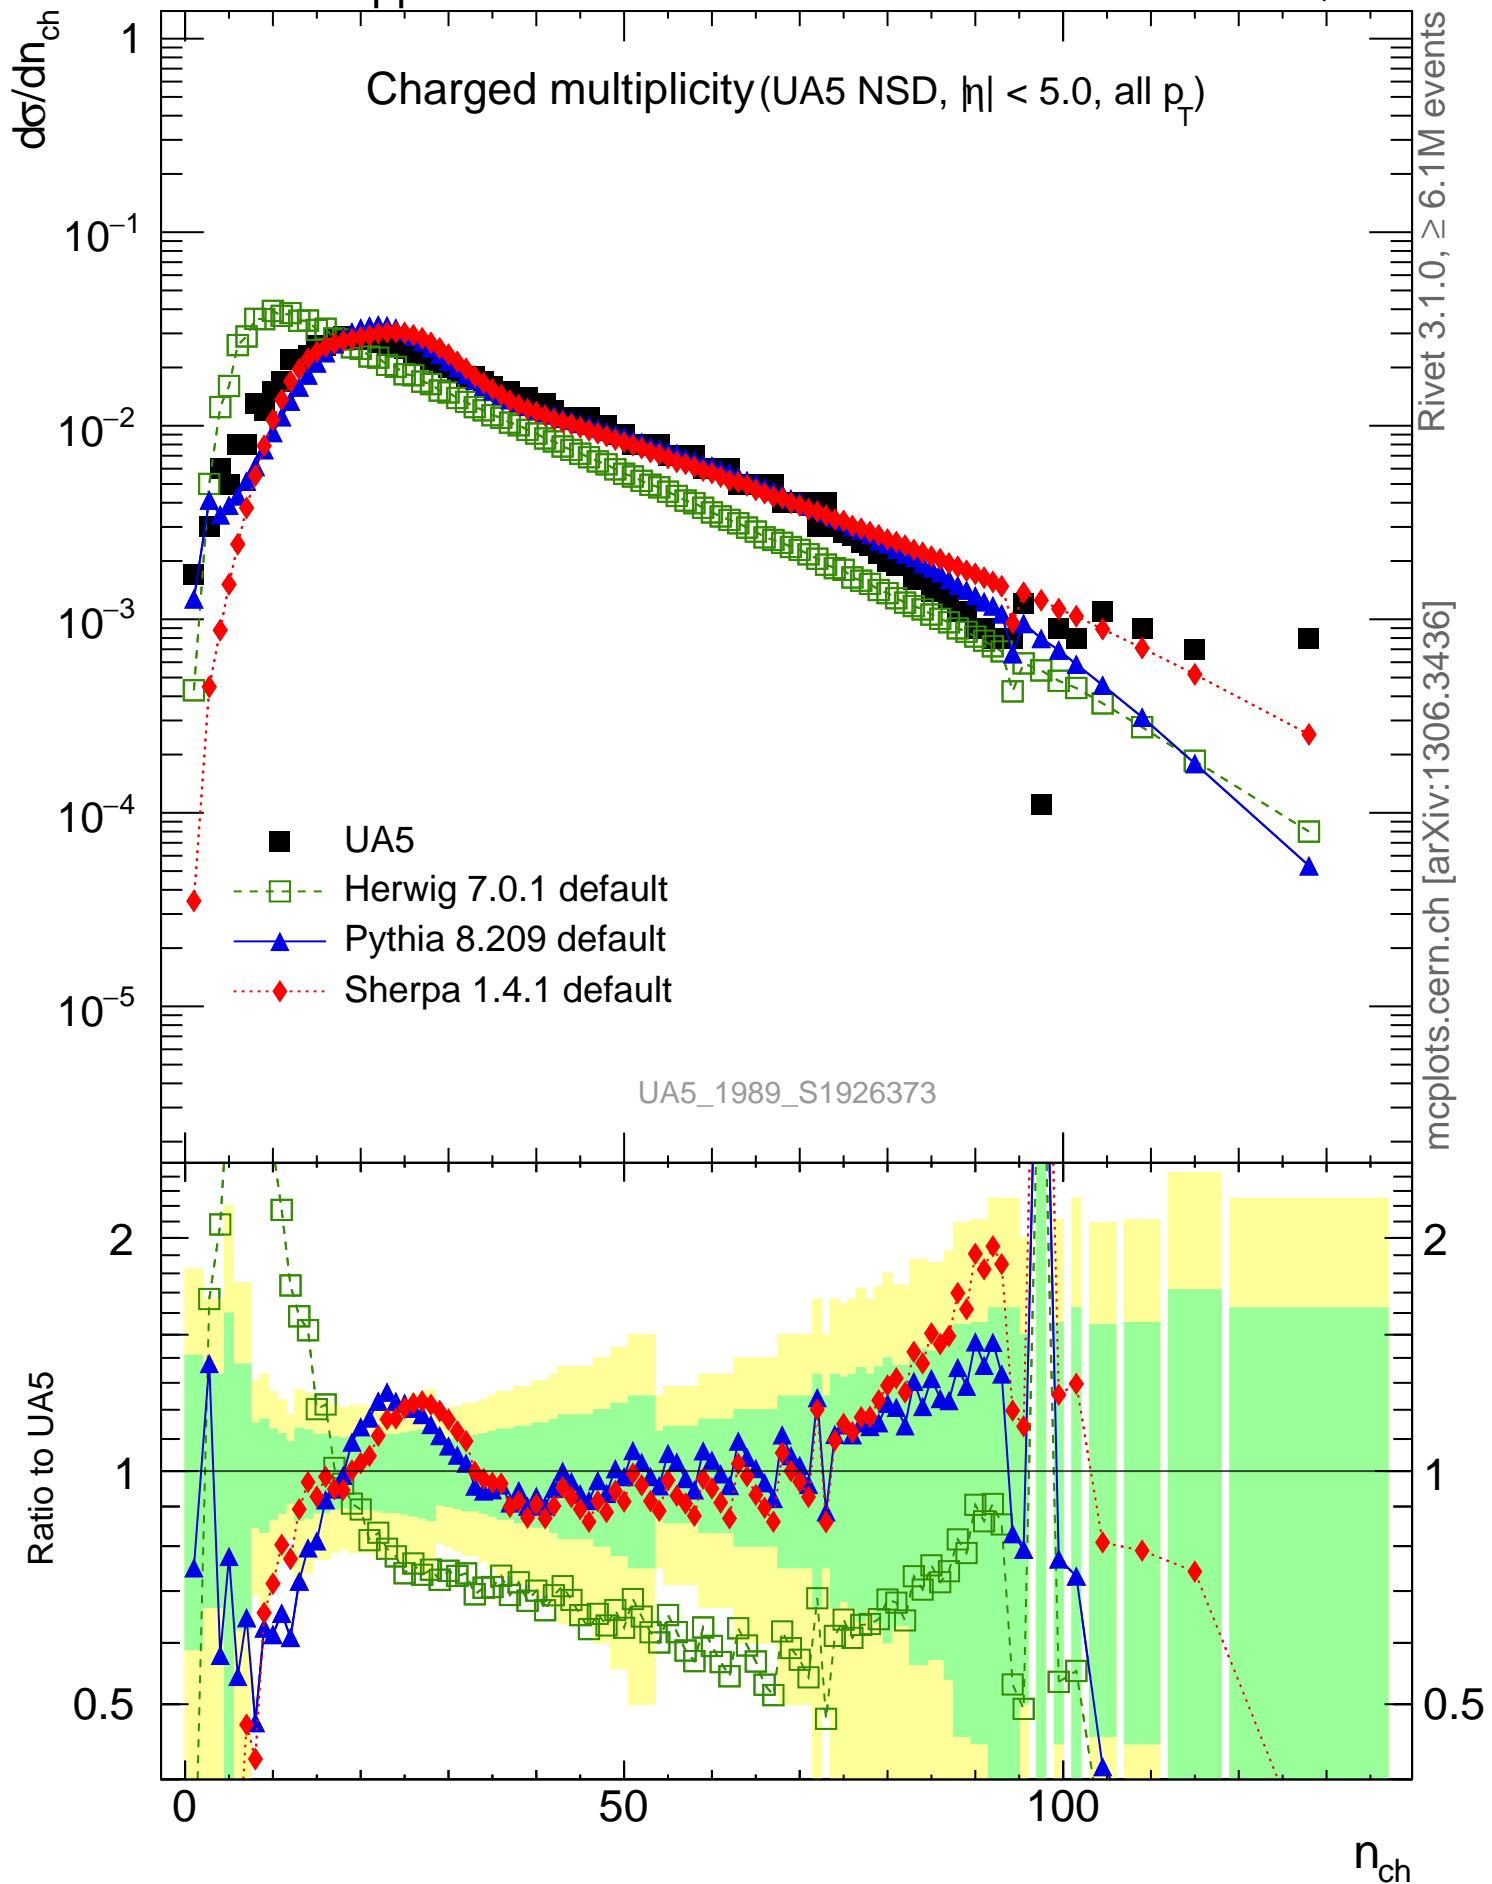 dσ/dn_ch
Charged multiplicity (UA5 NSD, |η| < 5.0, all p_T)
1
10⁻¹
10⁻²
10⁻³
10⁻⁴
10⁻⁵
UA5
Herwig 7.0.1 default
Pythia 8.209 default
Sherpa 1.4.1 default
UA5_1989_S1926373
Rivet 3.1.0, ≥ 6.1M events
mcplots.cern.ch [arXiv:1306.3436]
Ratio to UA5
2
1
0.5
2
1
0.5
0
50
100
n_ch